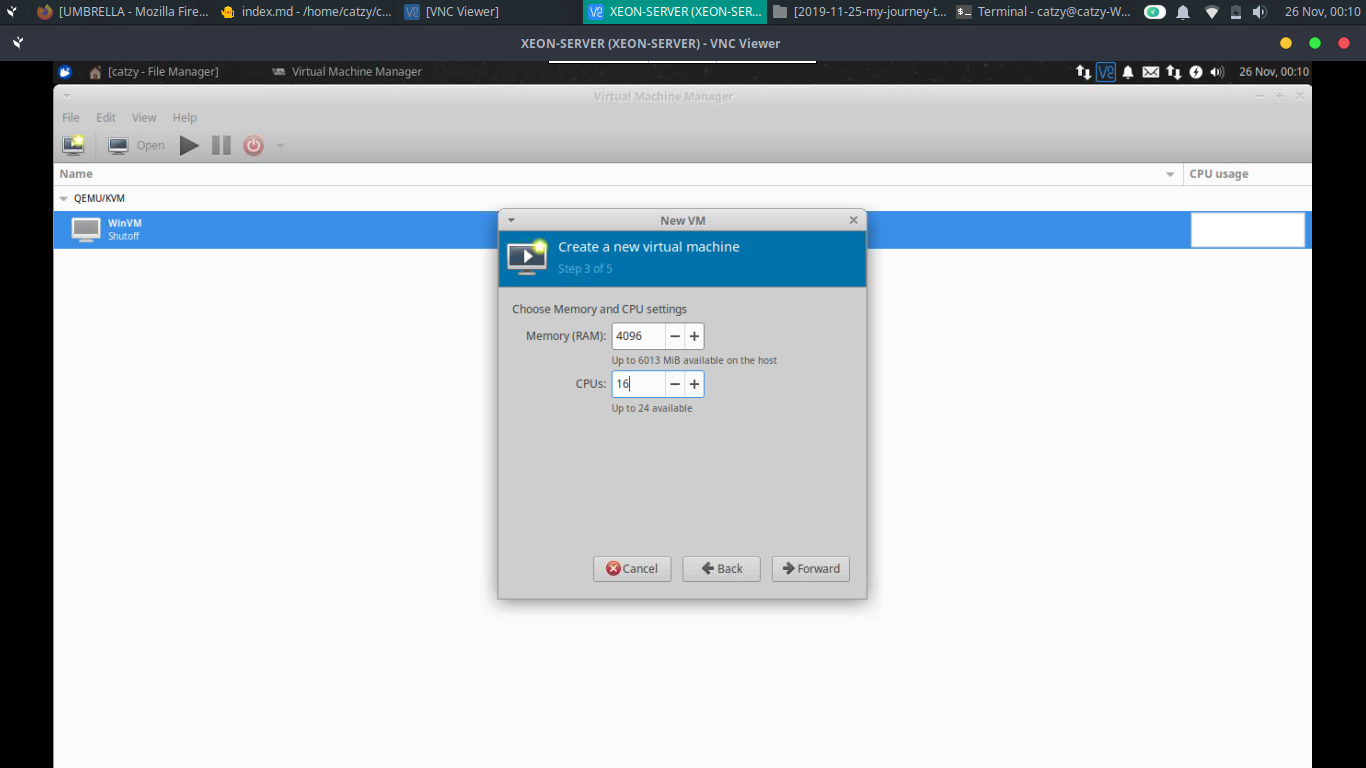 [UMBRELLA - Mozilla Fire... index.md - /home/catzy/c... [VNC Viewer] XEON-SERVER (XEON-SER... [2019-11-25-my-journey-t... Terminal - catzy@catzy-W... 26 Nov, 00:10
XEON-SERVER (XEON-SERVER) - VNC Viewer
[catzy - File Manager] Virtual Machine Manager 26 Nov, 00:10
Virtual Machine Manager
File Edit View Help
Open
Name CPU usage
QEMU/KVM
WinVM
Shutoff
New VM
Create a new virtual machine
Step 3 of 5
Choose Memory and CPU settings
Memory (RAM): 4096
Up to 6013 MiB available on the host
CPUs: 16
Up to 24 available
Cancel Back Forward